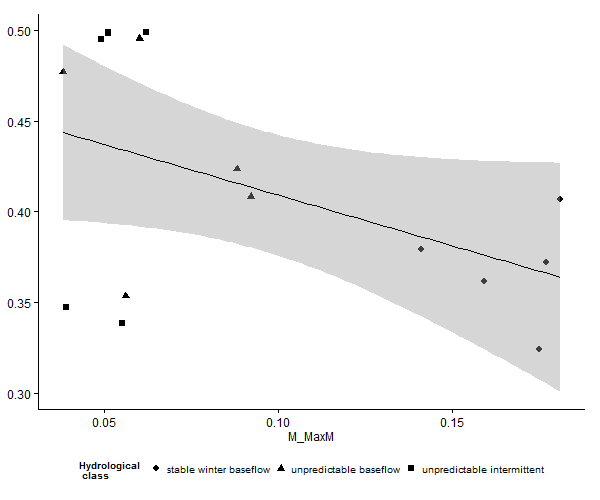 0.50
0.45
0.40
0.35
0.30
0.05 0.10 0.15
M_MaxM
Hydrological
class
stable winter baseflow unpredictable baseflow unpredictable intermittent